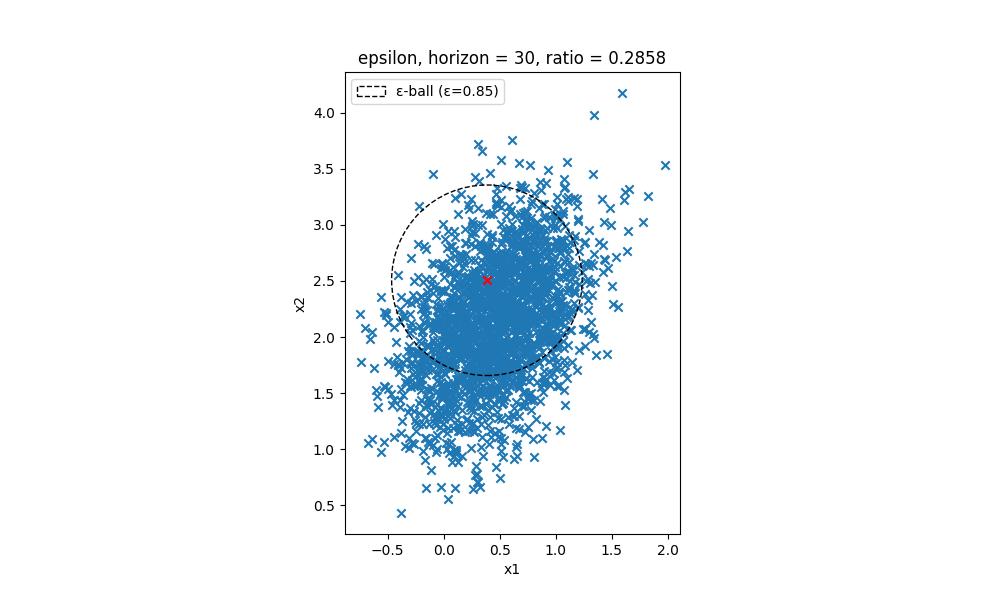 epsilon, horizon = 30, ratio = 0.2858
ε-ball (ε=0.85)
4.0
3.5
3.0
2.5
2.0
1.5
1.0
0.5
x2
−0.5 0.0 0.5 1.0 1.5 2.0
x1